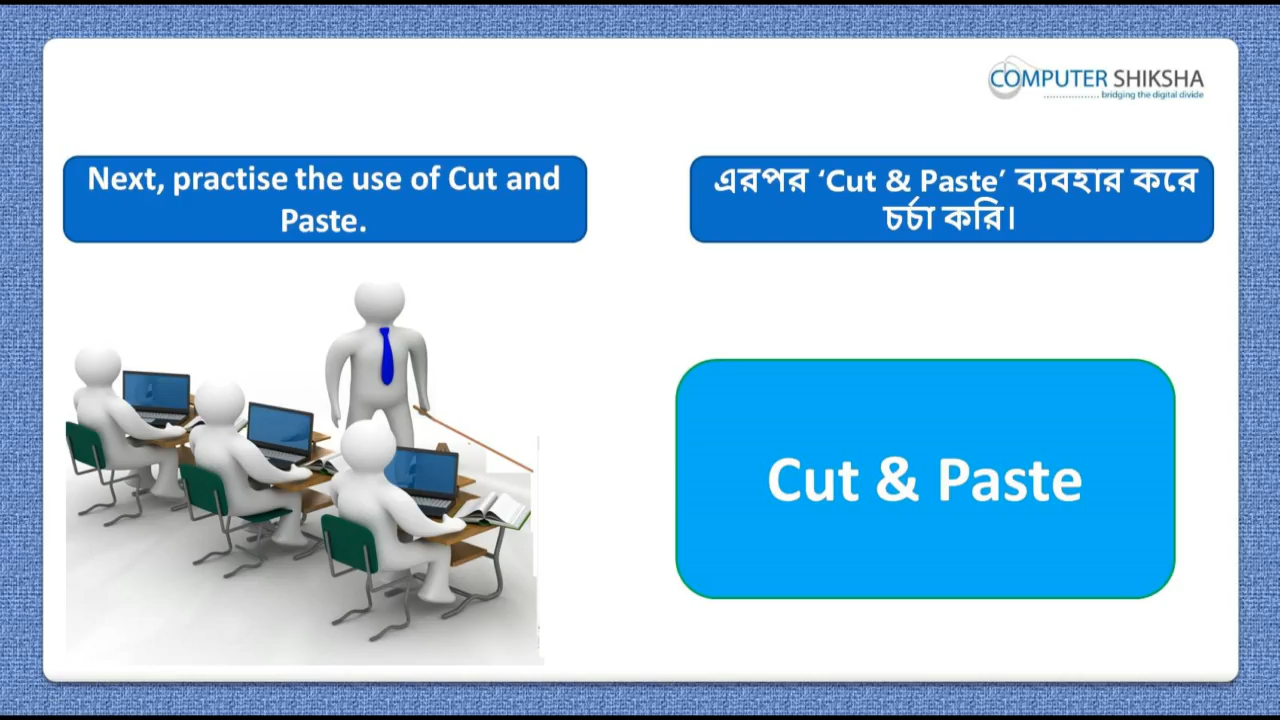 COMPUTER SHIKSHA
bridging the digital divide
Next, practise the use of Cut and
Paste.
এরপর ‘Cut & Paste’ ব্যবহার করে
চর্চা করি।
Cut & Paste